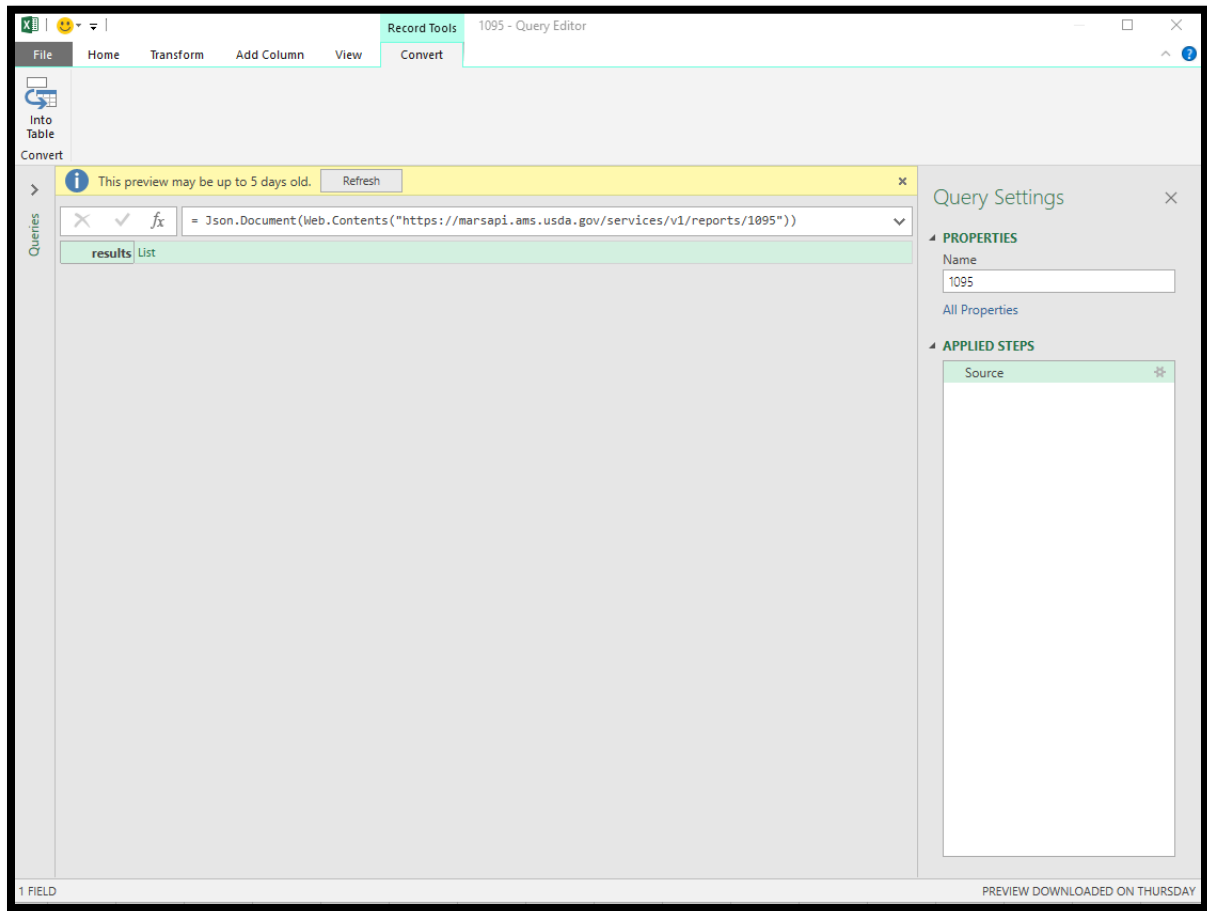 Record Tools 1095 - Query Editor
File Home Transform Add Column View Convert
Into
Table
Convert
This preview may be up to 5 days old. Refresh
Queries
fx = Json.Document(Web.Contents("https://marsapi.ams.usda.gov/services/v1/reports/1095"))
results List
Query Settings
PROPERTIES
Name
1095
All Properties
APPLIED STEPS
Source
1 FIELD PREVIEW DOWNLOADED ON THURSDAY